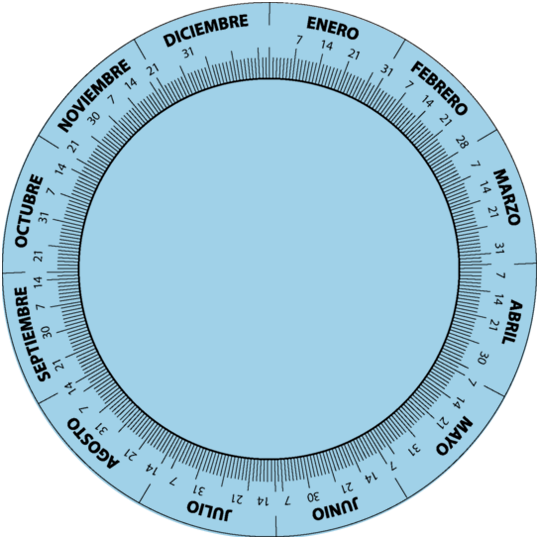 ENERO
7 14 21 31
FEBRERO
7 14 21 28
MARZO
7 14 21 31
ABRIL
7 14 21 30
MAYO
7 14 21 31
JUNIO
7 14 21 30
JULIO
7 14 21 31
AGOSTO
7 14 21 31
SEPTIEMBRE
7 14 21 30
OCTUBRE
7 14 21 31
NOVIEMBRE
7 14 21 30
DICIEMBRE
7 14 21 31